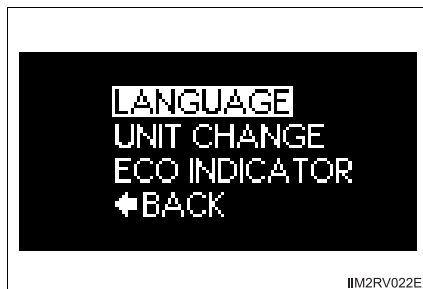 LANGUAGE
UNIT CHANGE
ECO INDICATOR
🡄BACK
IIM2RV022E